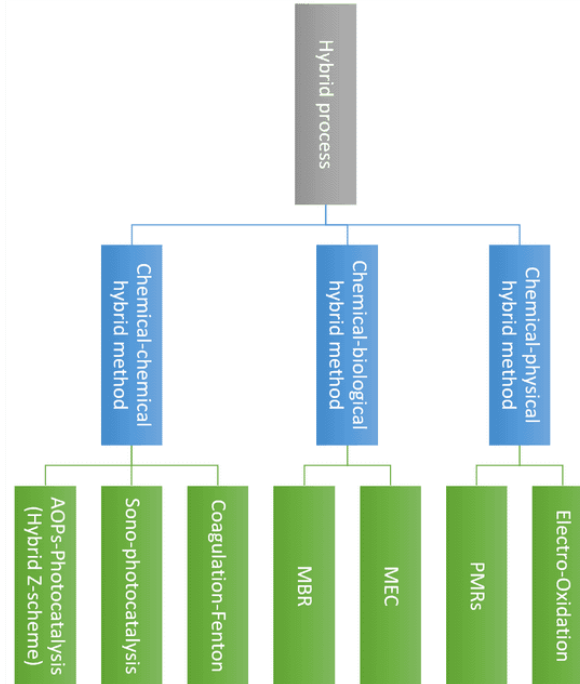 Hybrid process
Chemical-physical
hybrid method
Chemical-biological
hybrid method
Chemical-chemical
hybrid method
Electro-Oxidation
PMRs
MEC
MBR
Coagulation-Fenton
Sono-photocatalysis
AOPs-Photocatalysis
(Hybrid Z-scheme)